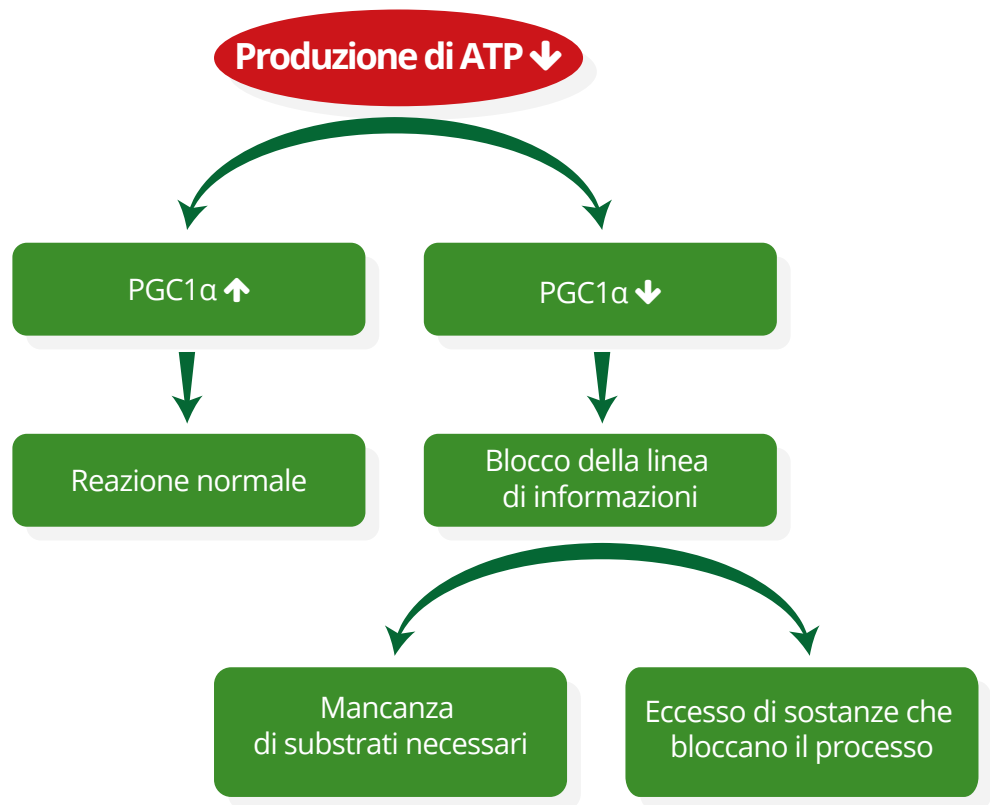 Produzione di ATP ↓
PGC1α ↑
PGC1α ↓
Reazione normale
Blocco della linea
di informazioni
Mancanza
di substrati necessari
Eccesso di sostanze che
bloccano il processo